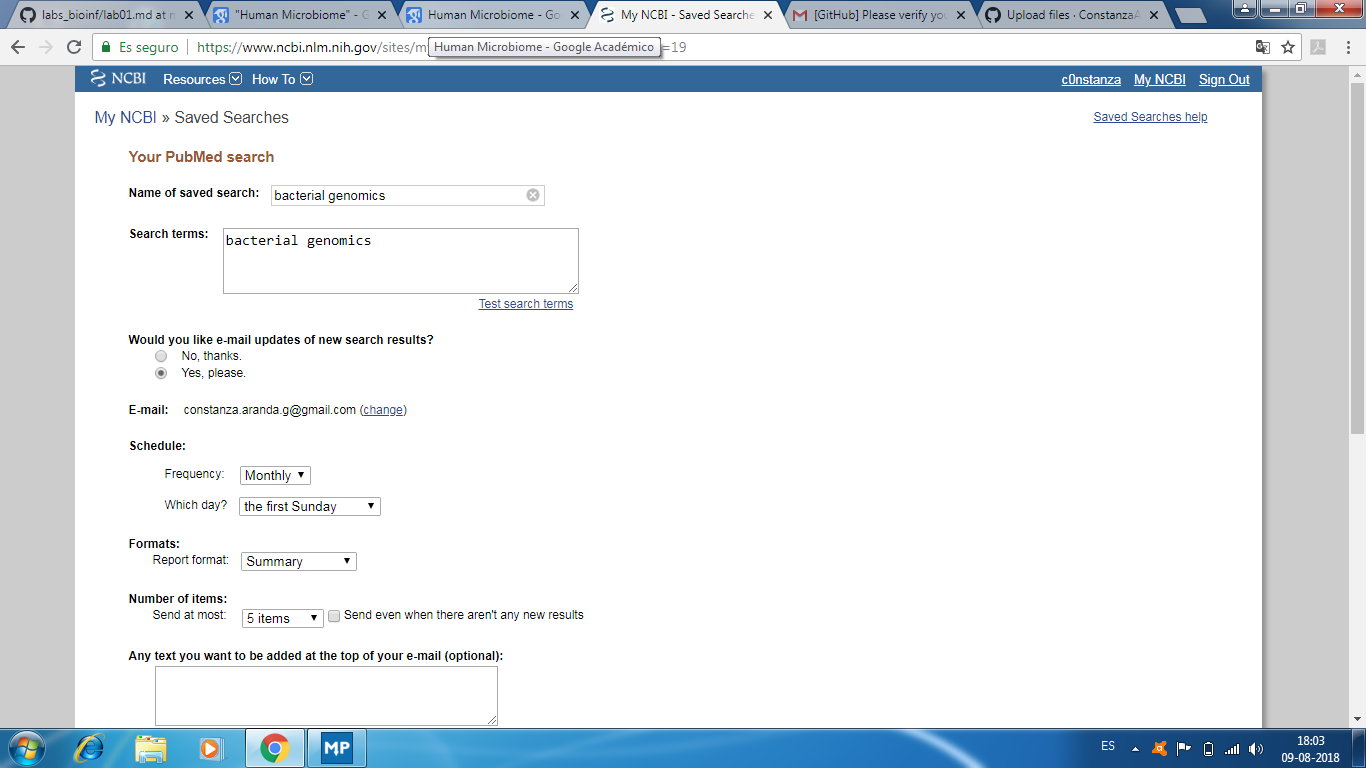 labs_bioinf/lab01.md at m
"Human Microbiome" - G
Human Microbiome - Go
My NCBI - Saved Searche
[GitHub] Please verify you
Upload files · ConstanzaA
Es seguro
https://www.ncbi.nlm.nih.gov/sites/m
Human Microbiome - Google Académico
=19
NCBI Resources How To
c0nstanza My NCBI Sign Out
My NCBI » Saved Searches
Saved Searches help
Your PubMed search
Name of saved search: bacterial genomics
Search terms: bacterial genomics
Test search terms
Would you like e-mail updates of new search results?
No, thanks.
Yes, please.
E-mail: constanza.aranda.g@gmail.com (change)
Schedule:
Frequency: Monthly
Which day? the first Sunday
Formats:
Report format: Summary
Number of items:
Send at most: 5 items Send even when there aren't any new results
Any text you want to be added at the top of your e-mail (optional):
MP
ES
18:03
09-08-2018